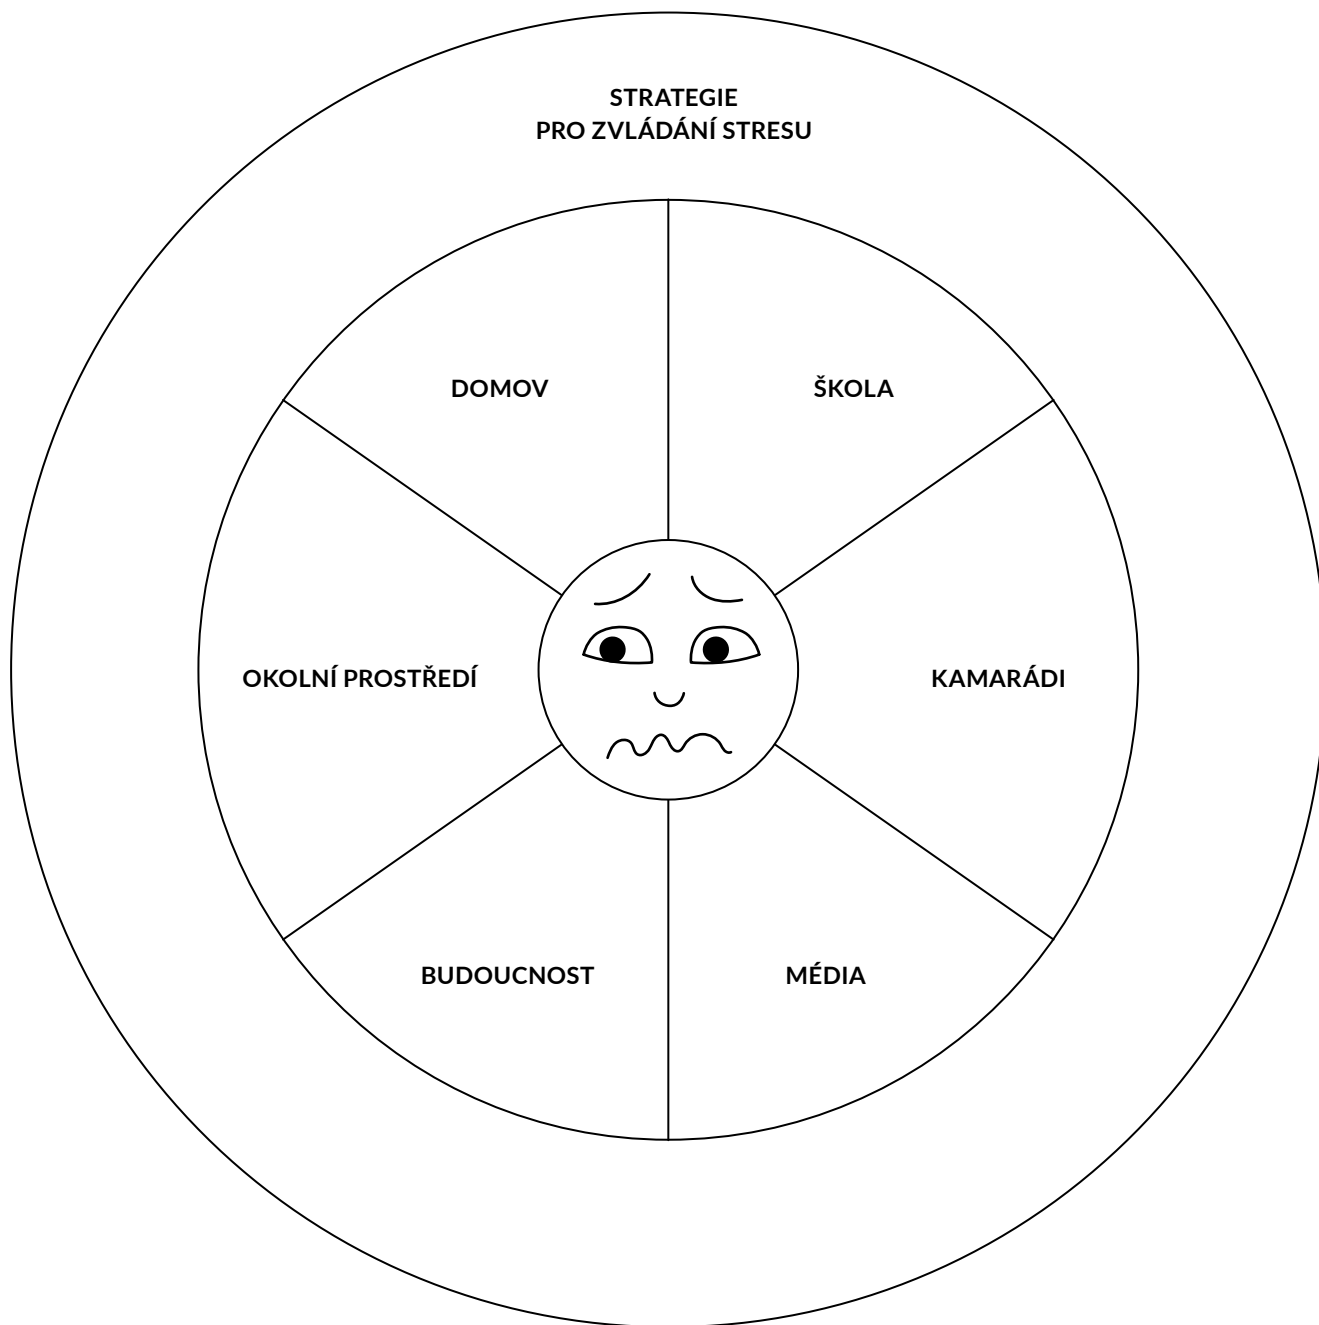 STRATEGIE
PRO ZVLÁDÁNÍ STRESU
DOMOV
ŠKOLA
OKOLNÍ PROSTŘEDÍ
KAMARÁDI
BUDOUCNOST
MÉDIA